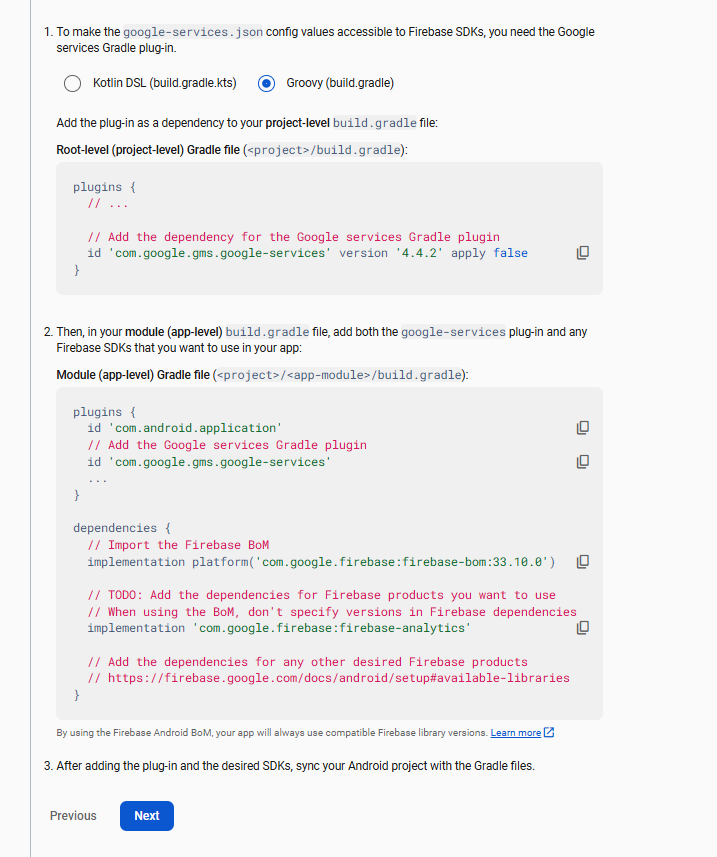 1. To make the google-services.json config values accessible to Firebase SDKs, you need the Google
services Gradle plug-in.
Kotlin DSL (build.gradle.kts) Groovy (build.gradle)
Add the plug-in as a dependency to your project-level build.gradle file:
Root-level (project-level) Gradle file (<project>/build.gradle):
plugins {
// ...
// Add the dependency for the Google services Gradle plugin
id 'com.google.gms.google-services' version '4.4.2' apply false
}
2. Then, in your module (app-level) build.gradle file, add both the google-services plug-in and any
Firebase SDKs that you want to use in your app:
Module (app-level) Gradle file (<project>/<app-module>/build.gradle):
plugins {
id 'com.android.application'
// Add the Google services Gradle plugin
id 'com.google.gms.google-services'
...
}
dependencies {
// Import the Firebase BoM
implementation platform('com.google.firebase:firebase-bom:33.10.0')
// TODO: Add the dependencies for Firebase products you want to use
// When using the BoM, don't specify versions in Firebase dependencies
implementation 'com.google.firebase:firebase-analytics'
// Add the dependencies for any other desired Firebase products
// https://firebase.google.com/docs/android/setup#available-libraries
}
By using the Firebase Android BoM, your app will always use compatible Firebase library versions. Learn more
3. After adding the plug-in and the desired SDKs, sync your Android project with the Gradle files.
Previous Next